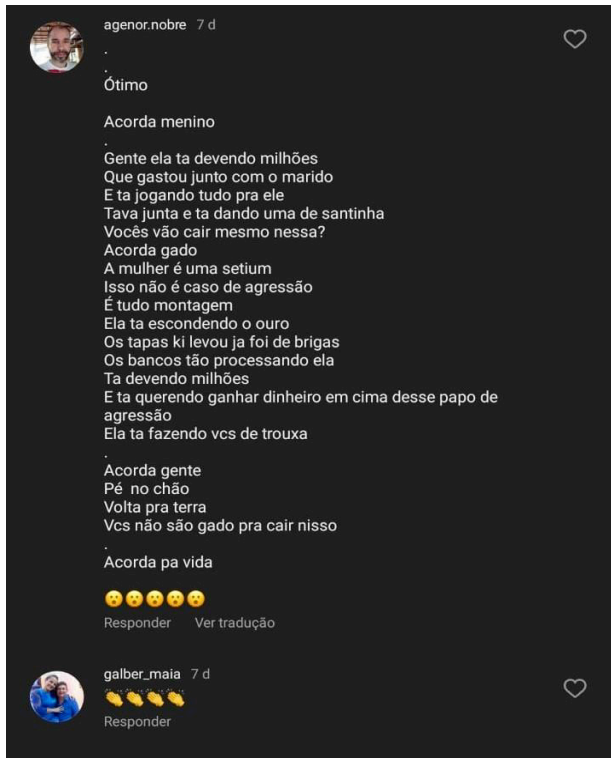 agenor.nobre 7 d
.
.
Ótimo
Acorda menino
.
Gente ela ta devendo milhões
Que gastou junto com o marido
E ta jogando tudo pra ele
Tava junta e ta dando uma de santinha
Vocês vão cair mesmo nessa?
Acorda gado
A mulher é uma setium
Isso não é caso de agressão
É tudo montagem
Ela ta escondendo o ouro
Os tapas ki levou ja foi de brigas
Os bancos tão processando ela
Ta devendo milhões
E ta querendo ganhar dinheiro em cima desse papo de
agressão
Ela ta fazendo vcs de trouxa
.
Acorda gente
Pé no chão
Volta pra terra
Vcs não são gado pra cair nisso
.
Acorda pa vida
😮😮😮😮😮
Responder Ver tradução
galber_maia 7 d
👏👏👏👏
Responder